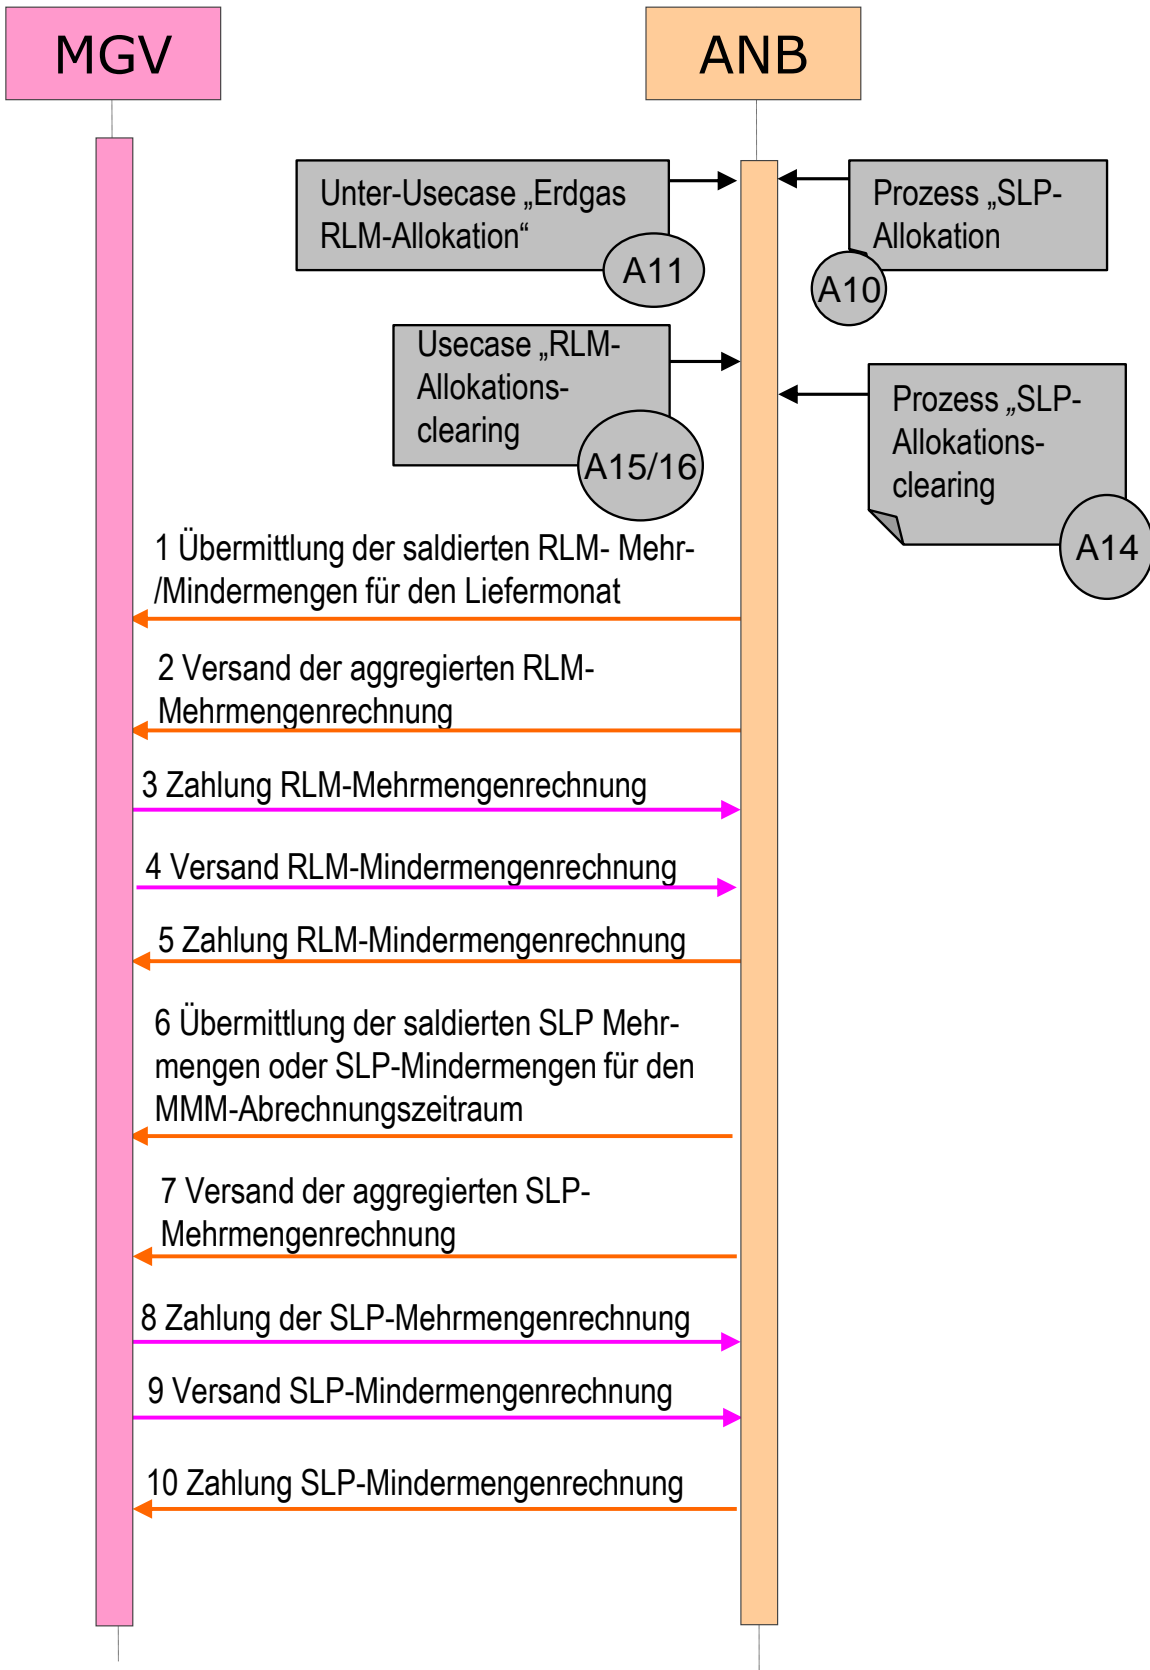 MGV
ANB
Unter-Usecase „Erdgas
RLM-Allokation“
A11
Prozess „SLP-
Allokation
A10
Usecase „RLM-
Allokations-
clearing
A15/16
Prozess „SLP-
Allokations-
clearing
A14
1 Übermittlung der saldierten RLM- Mehr-
/Mindermengen für den Liefermonat
2 Versand der aggregierten RLM-
Mehrmengenrechnung
3 Zahlung RLM-Mehrmengenrechnung
4 Versand RLM-Mindermengenrechnung
5 Zahlung RLM-Mindermengenrechnung
6 Übermittlung der saldierten SLP Mehr-
mengen oder SLP-Mindermengen für den
MMM-Abrechnungszeitraum
7 Versand der aggregierten SLP-
Mehrmengenrechnung
8 Zahlung der SLP-Mehrmengenrechnung
9 Versand SLP-Mindermengenrechnung
10 Zahlung SLP-Mindermengenrechnung